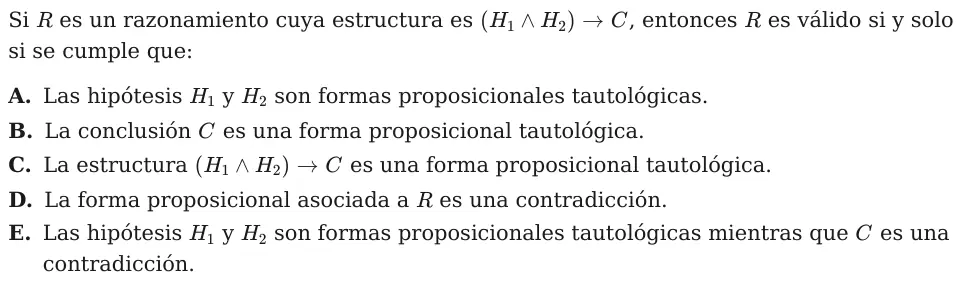 Si R es un razonamiento cuya estructura es (H₁ ∧ H₂) → C, entonces R es válido si y solo
si se cumple que:
A. Las hipótesis H₁ y H₂ son formas proposicionales tautológicas.
B. La conclusión C es una forma proposicional tautológica.
C. La estructura (H₁ ∧ H₂) → C es una forma proposicional tautológica.
D. La forma proposicional asociada a R es una contradicción.
E. Las hipótesis H₁ y H₂ son formas proposicionales tautológicas mientras que C es una
contradicción.